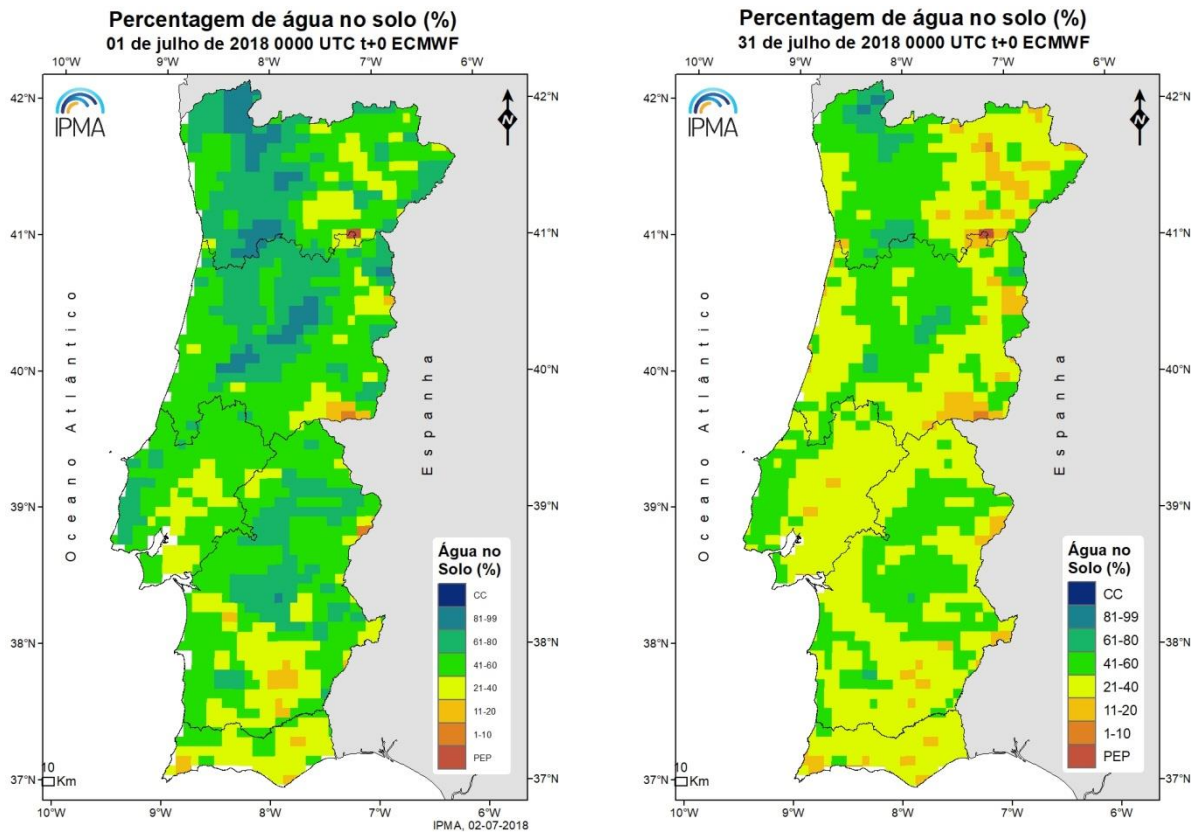 Percentagem de água no solo (%)
01 de julho de 2018 0000 UTC t+0 ECMWF
10°W 9°W 8°W 7°W 6°W
42°N 42°N
IPMA
N
41°N 41°N
40°N 40°N
39°N 39°N
38°N 38°N
37°N 37°N
Oceano Atlântico
Espanha
Água no
Solo (%)
CC
81-99
61-80
41-60
21-40
11-20
1-10
PEP
10
Km
10°W 9°W 8°W 7°W 6°W
IPMA, 02-07-2018
Percentagem de água no solo (%)
31 de julho de 2018 0000 UTC t+0 ECMWF
10°W 9°W 8°W 7°W 6°W
42°N 42°N
IPMA
N
41°N 41°N
40°N 40°N
39°N 39°N
38°N 38°N
37°N 37°N
Oceano Atlântico
Espanha
Água no
Solo (%)
CC
81-99
61-80
41-60
21-40
11-20
1-10
PEP
10
Km
10°W 9°W 8°W 7°W 6°W